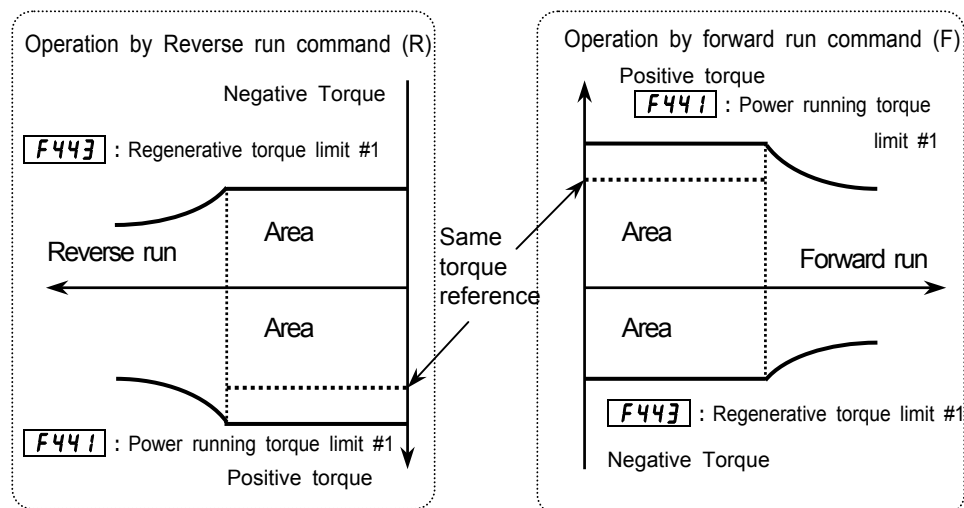 Operation by Reverse run command (R)
Negative Torque
F443 : Regenerative torque limit #1
Area
Reverse run
Area
F441 : Power running torque limit #1
Positive torque
Same
torque
reference
Operation by forward run command (F)
Positive torque
F441 : Power running torque
limit #1
Area
Forward run
Area
F443 : Regenerative torque limit #1
Negative Torque